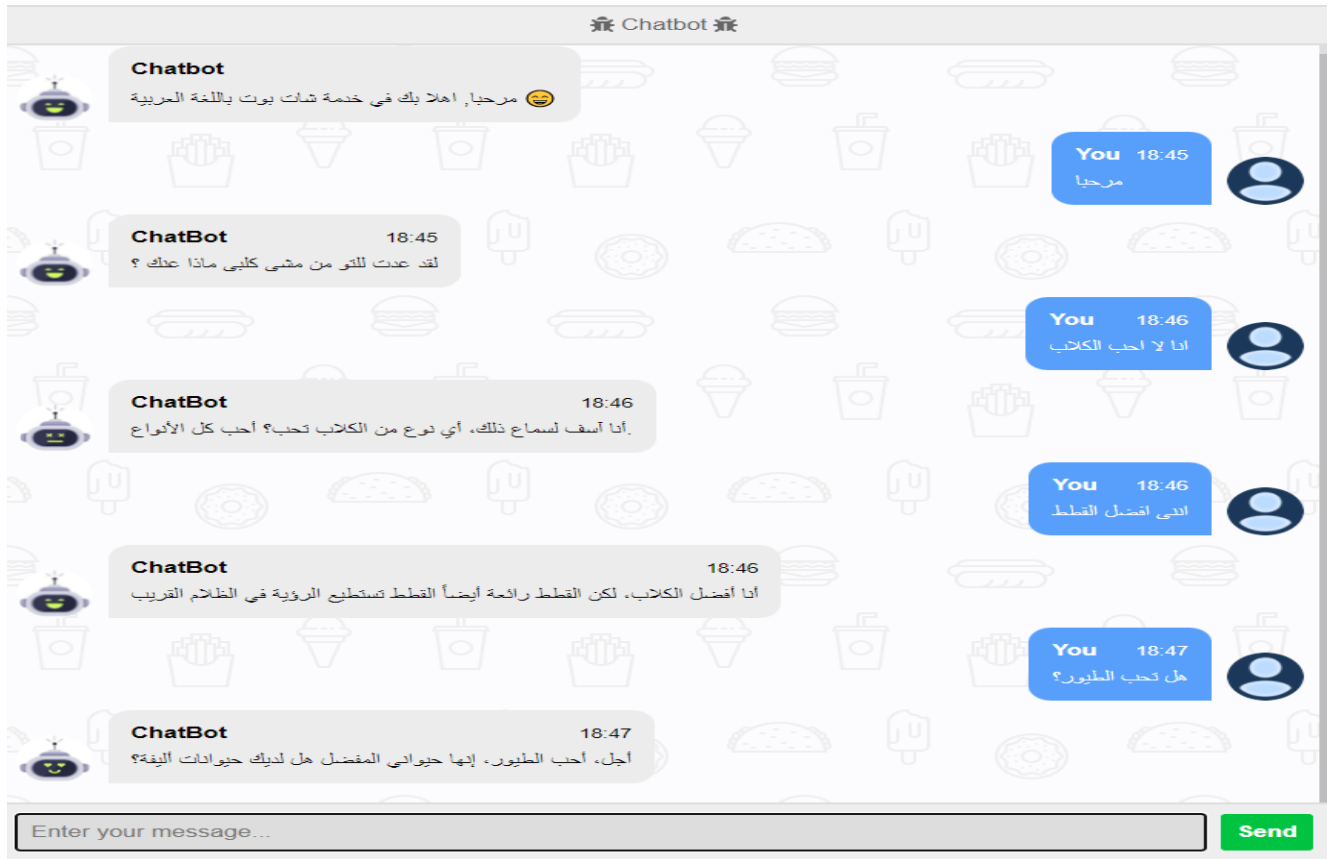 Chatbot
Chatbot
مرحبا, اهلا بك في خدمة شات بوت باللغة العربية 😄
You 18:45
مرحبا
ChatBot 18:45
لقد عدت للتو من مشى كلبى ماذا عنك ؟
You 18:46
انا لا احب الكلاب
ChatBot 18:46
أنا آسف لسماع ذلك، أي نوع من الكلاب تحب؟ أحب كل الأنواع.
You 18:46
اننى افضل القطط
ChatBot 18:46
أنا أفضل الكلاب، لكن القطط رائعة أيضاً القطط تستطيع الرؤية في الظلام القريب
You 18:47
هل تحب الطيور؟
ChatBot 18:47
أجل، أحب الطيور، إنها حيواني المفضل هل لديك حيوانات أليفة؟
Enter your message...
Send